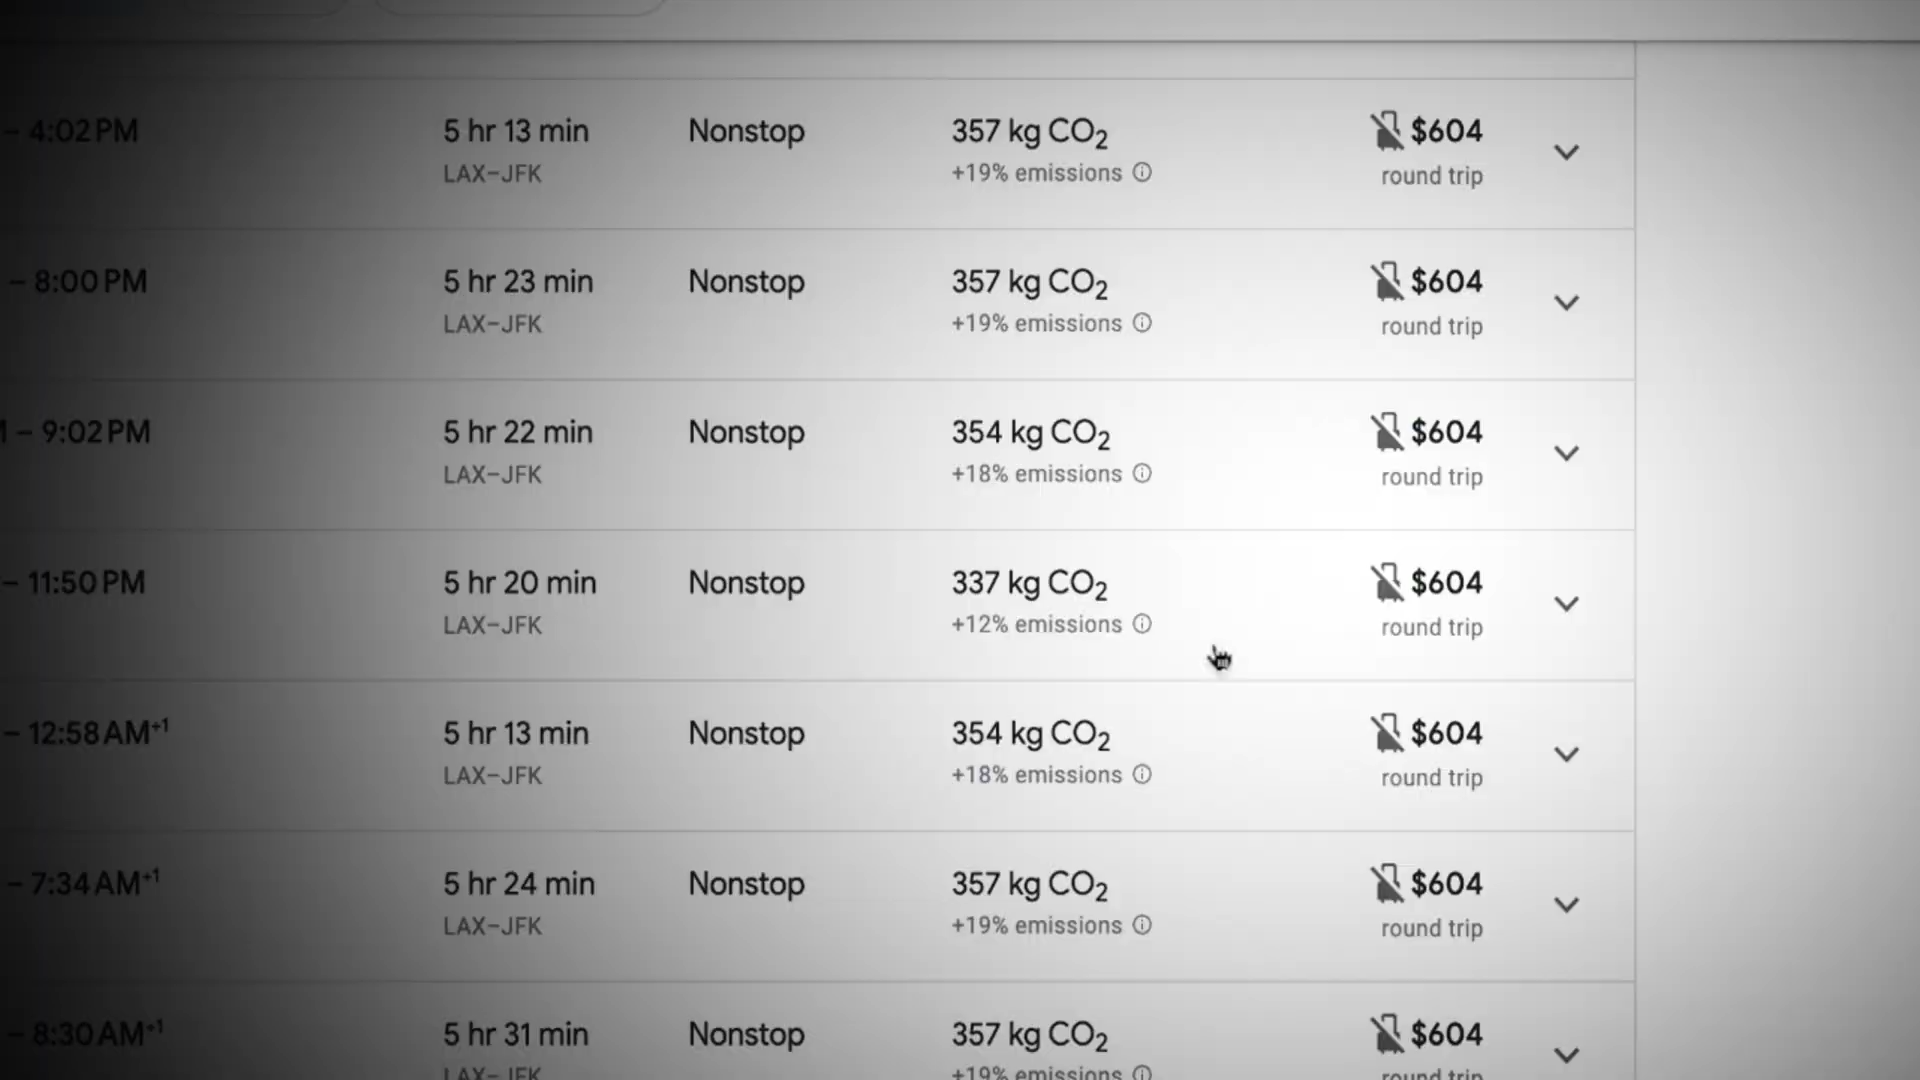 – 4:02 PM 5 hr 13 min Nonstop 357 kg CO₂ $604
LAX–JFK +19% emissions round trip
– 8:00 PM 5 hr 23 min Nonstop 357 kg CO₂ $604
LAX–JFK +19% emissions round trip
– 9:02 PM 5 hr 22 min Nonstop 354 kg CO₂ $604
LAX–JFK +18% emissions round trip
– 11:50 PM 5 hr 20 min Nonstop 337 kg CO₂ $604
LAX–JFK +12% emissions round trip
– 12:58 AM+1 5 hr 13 min Nonstop 354 kg CO₂ $604
LAX–JFK +18% emissions round trip
– 7:34 AM+1 5 hr 24 min Nonstop 357 kg CO₂ $604
LAX–JFK +19% emissions round trip
– 8:30 AM+1 5 hr 31 min Nonstop 357 kg CO₂ $604
LAX–JFK +19% emissions round trip